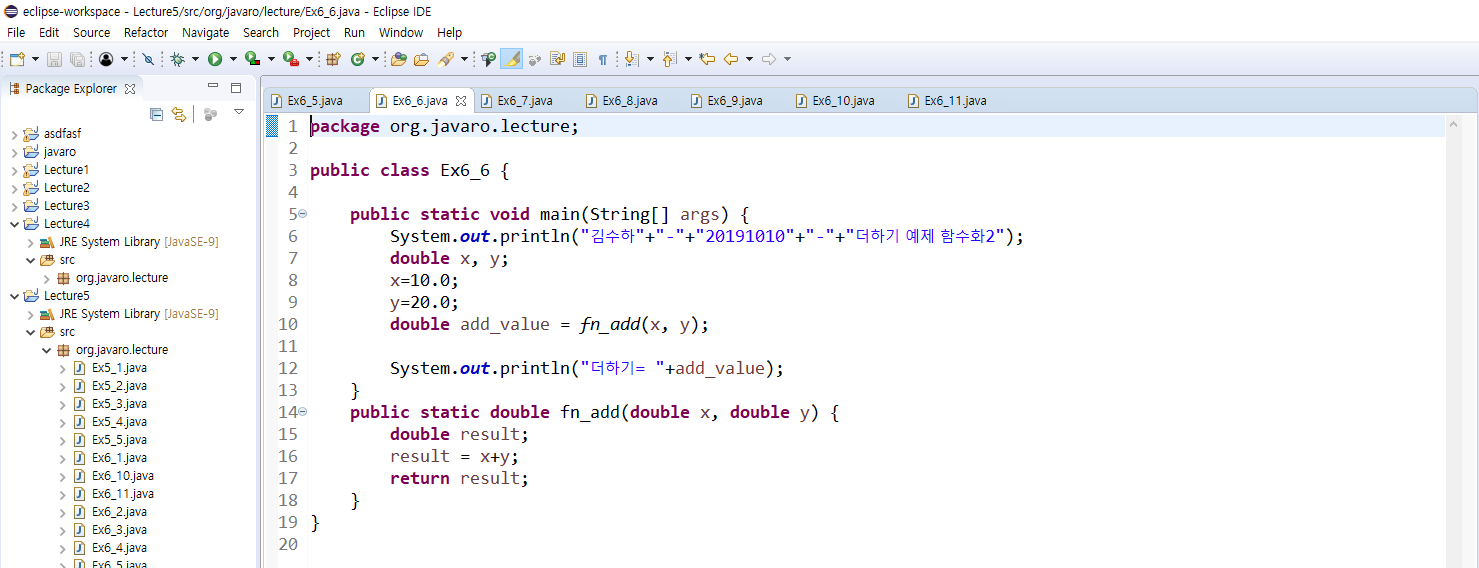 eclipse-workspace - Lecture5/src/org/javaro/lecture/Ex6_6.java - Eclipse IDE
File Edit Source Refactor Navigate Search Project Run Window Help
Package Explorer
asdfasf
javaro
Lecture1
Lecture2
Lecture3
Lecture4
JRE System Library [JavaSE-9]
src
org.javaro.lecture
Lecture5
JRE System Library [JavaSE-9]
src
org.javaro.lecture
Ex5_1.java
Ex5_2.java
Ex5_3.java
Ex5_4.java
Ex5_5.java
Ex6_1.java
Ex6_10.java
Ex6_11.java
Ex6_2.java
Ex6_3.java
Ex6_4.java
Ex6_5.java
Ex6_5.java Ex6_6.java Ex6_7.java Ex6_8.java Ex6_9.java Ex6_10.java Ex6_11.java
1 package org.javaro.lecture;
2
3 public class Ex6_6 {
4
5 public static void main(String[] args) {
6 System.out.println("김수하"+"-"+"20191010"+"-"+"더하기 예제 함수화2");
7 double x, y;
8 x=10.0;
9 y=20.0;
10 double add_value = fn_add(x, y);
11
12 System.out.println("더하기= "+add_value);
13 }
14 public static double fn_add(double x, double y) {
15 double result;
16 result = x+y;
17 return result;
18 }
19 }
20